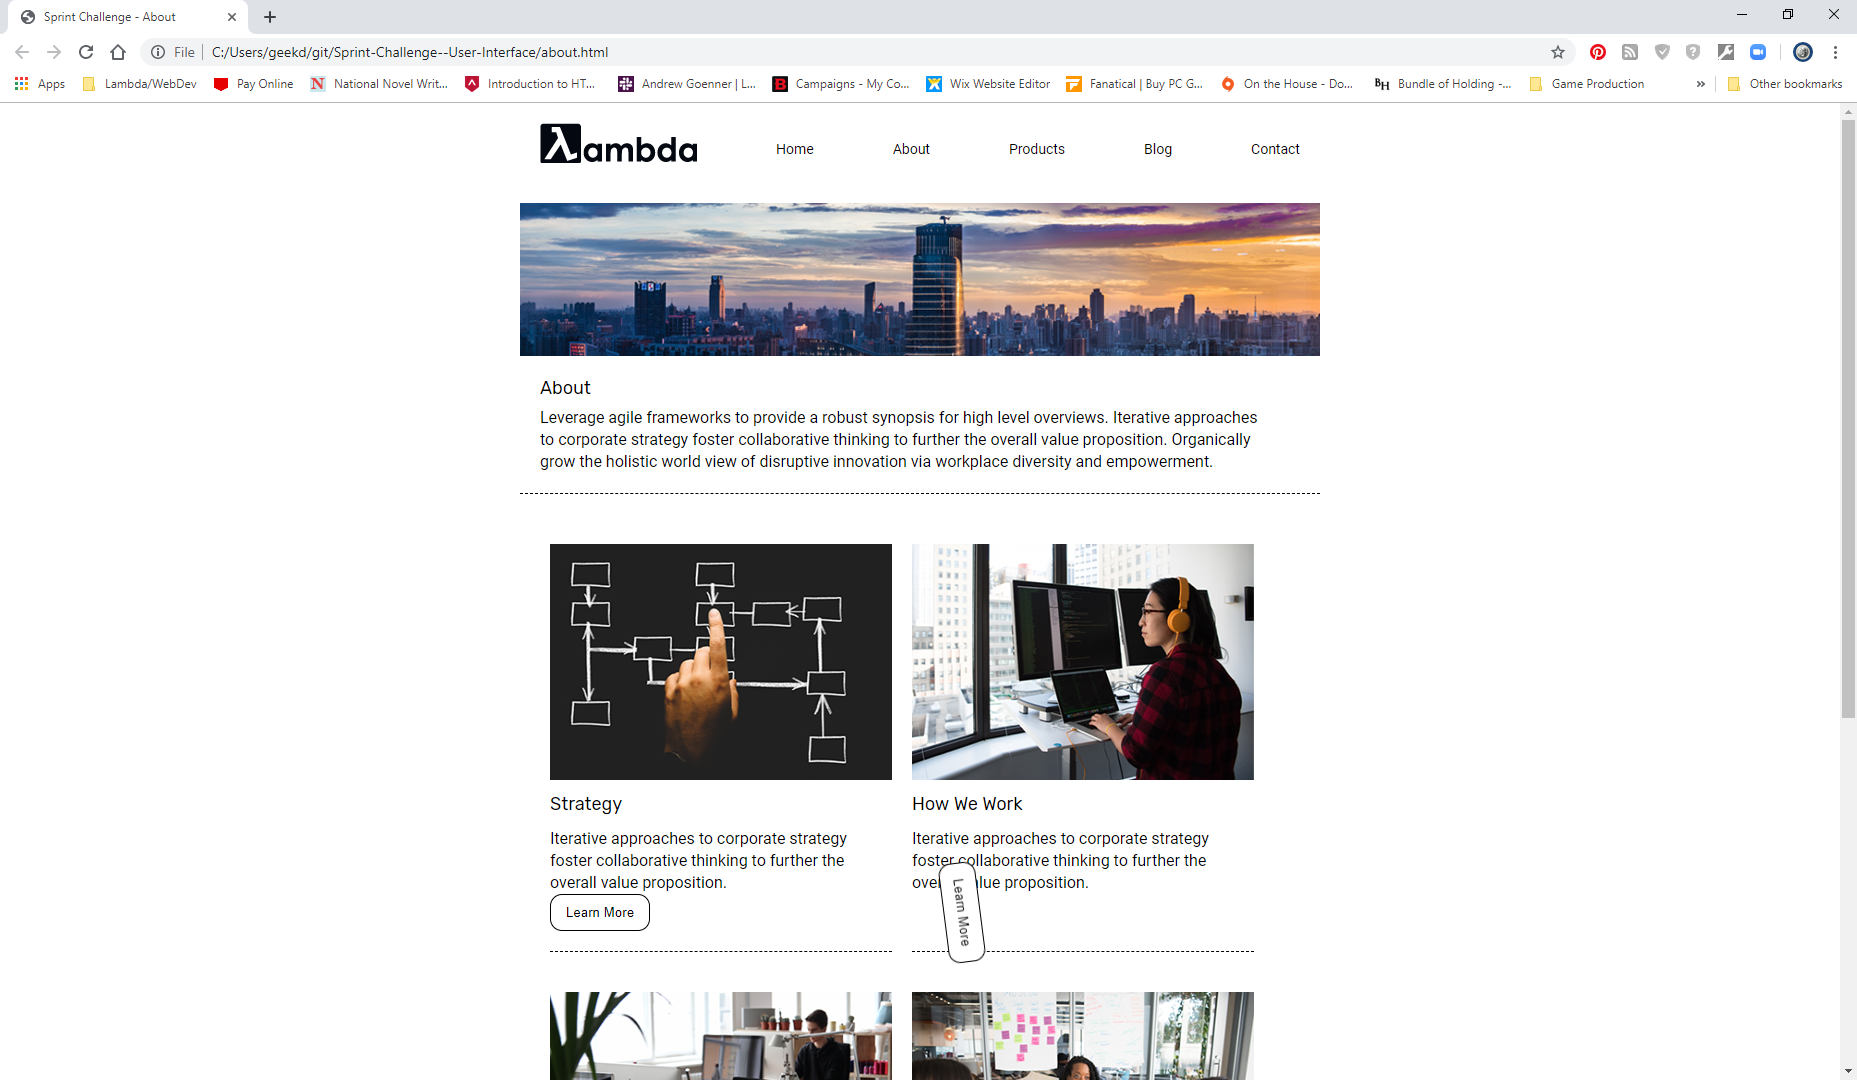 Sprint Challenge - About
File C:/Users/geekd/git/Sprint-Challenge--User-Interface/about.html
Apps Lambda/WebDev Pay Online National Novel Writ... Introduction to HT... Andrew Goenner | L... Campaigns - My Co... Wix Website Editor Fanatical | Buy PC G... On the House - Do... BH Bundle of Holding -... Game Production » Other bookmarks
λambda Home About Products Blog Contact
About
Leverage agile frameworks to provide a robust synopsis for high level overviews. Iterative approaches
to corporate strategy foster collaborative thinking to further the overall value proposition. Organically
grow the holistic world view of disruptive innovation via workplace diversity and empowerment.
Strategy
Iterative approaches to corporate strategy
foster collaborative thinking to further the
overall value proposition.
Learn More
How We Work
Iterative approaches to corporate strategy
foster collaborative thinking to further the
proposition.
Learn More